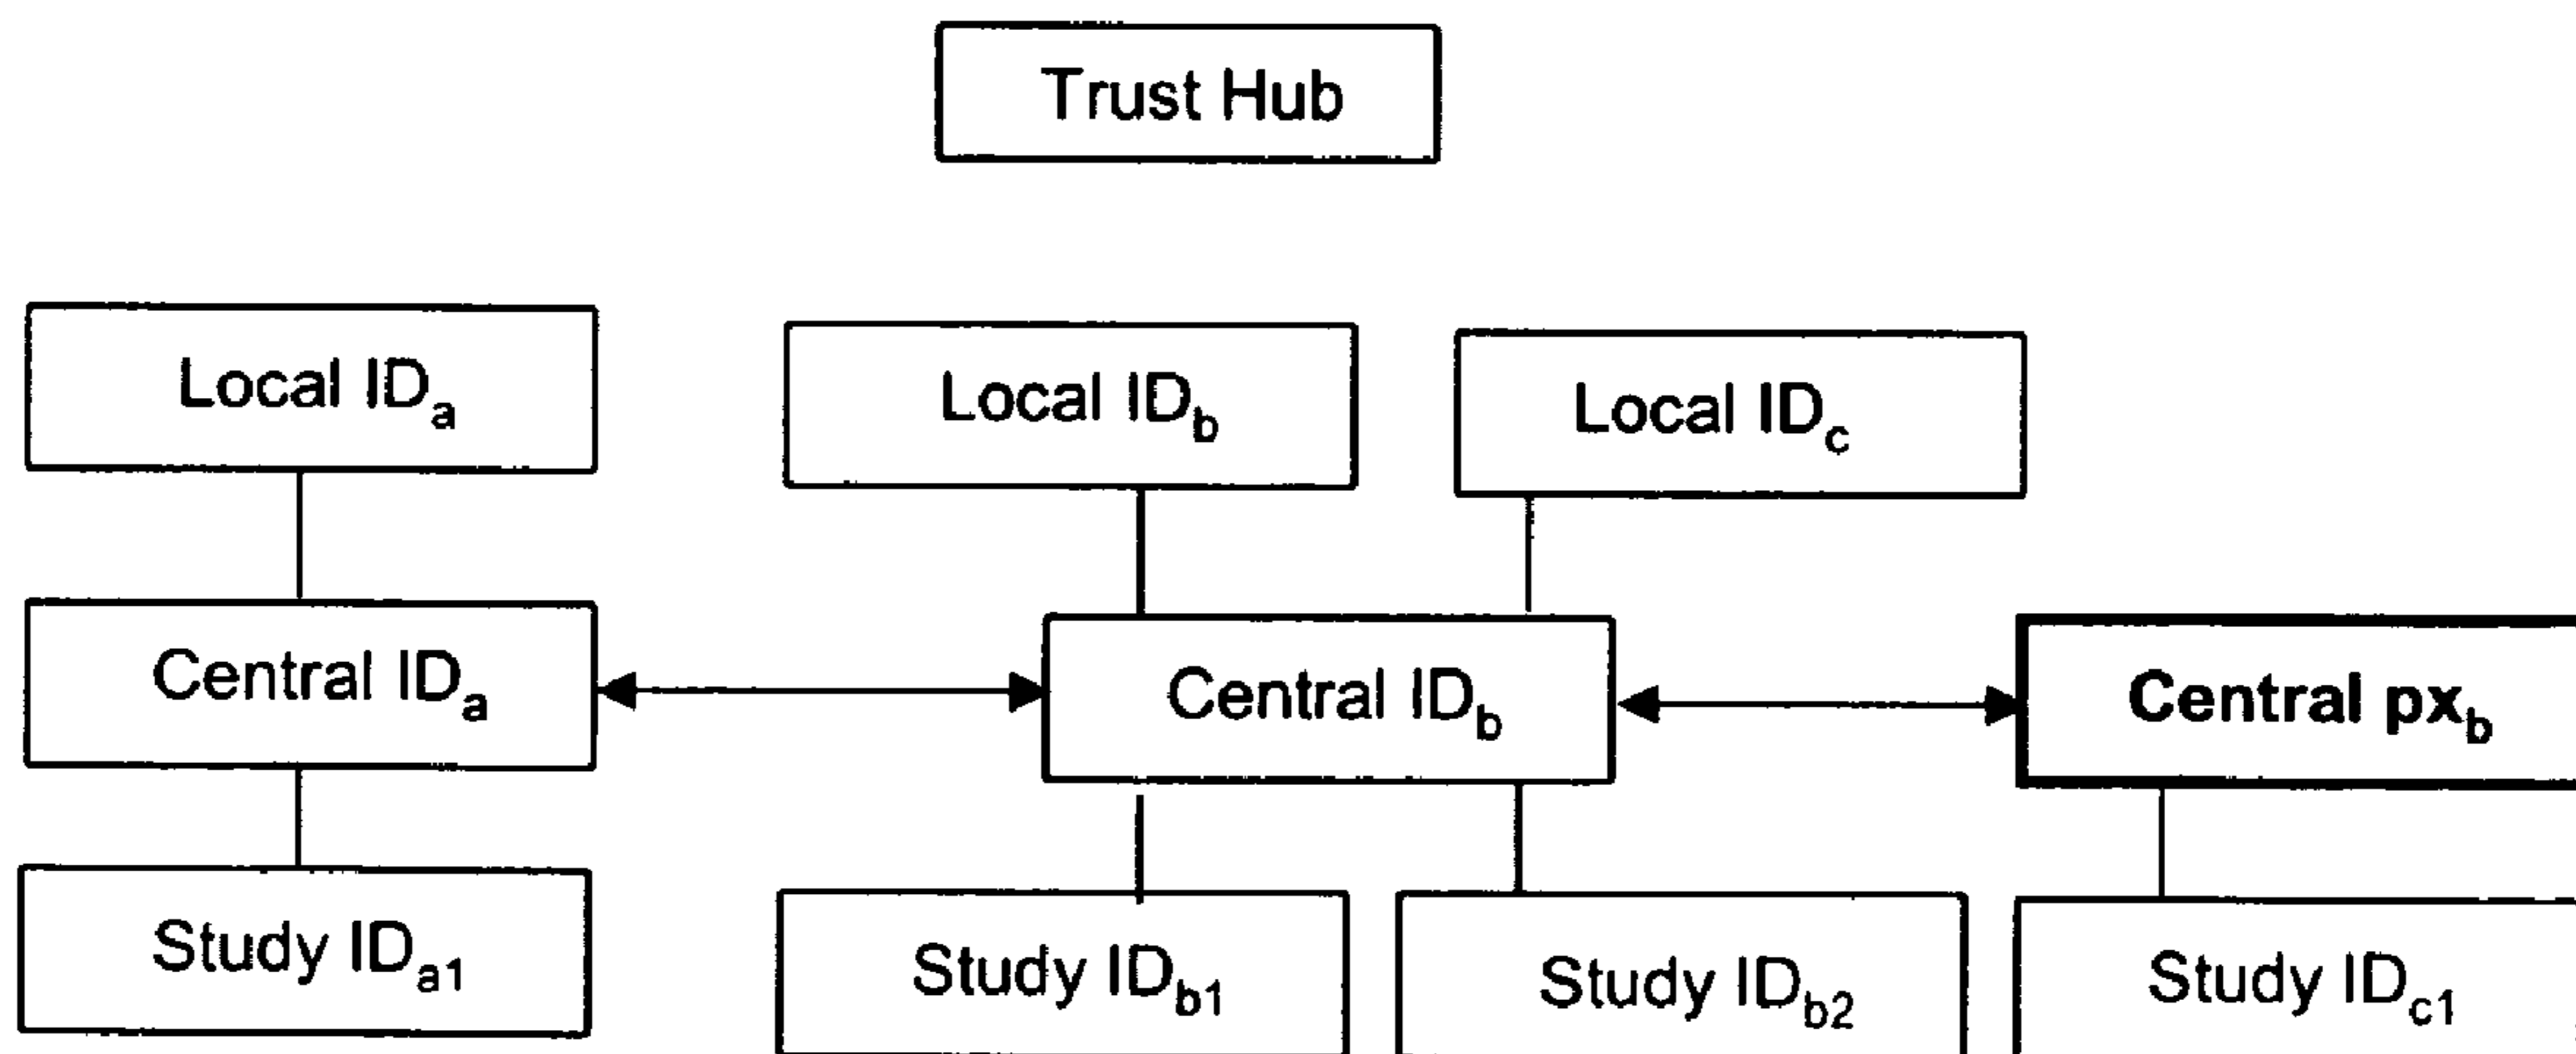 Trust Hub
Local IDa
Local IDb
Local IDc
Central IDa
Central IDb
Central pxb
Study IDa1
Study IDb1
Study IDb2
Study IDc1